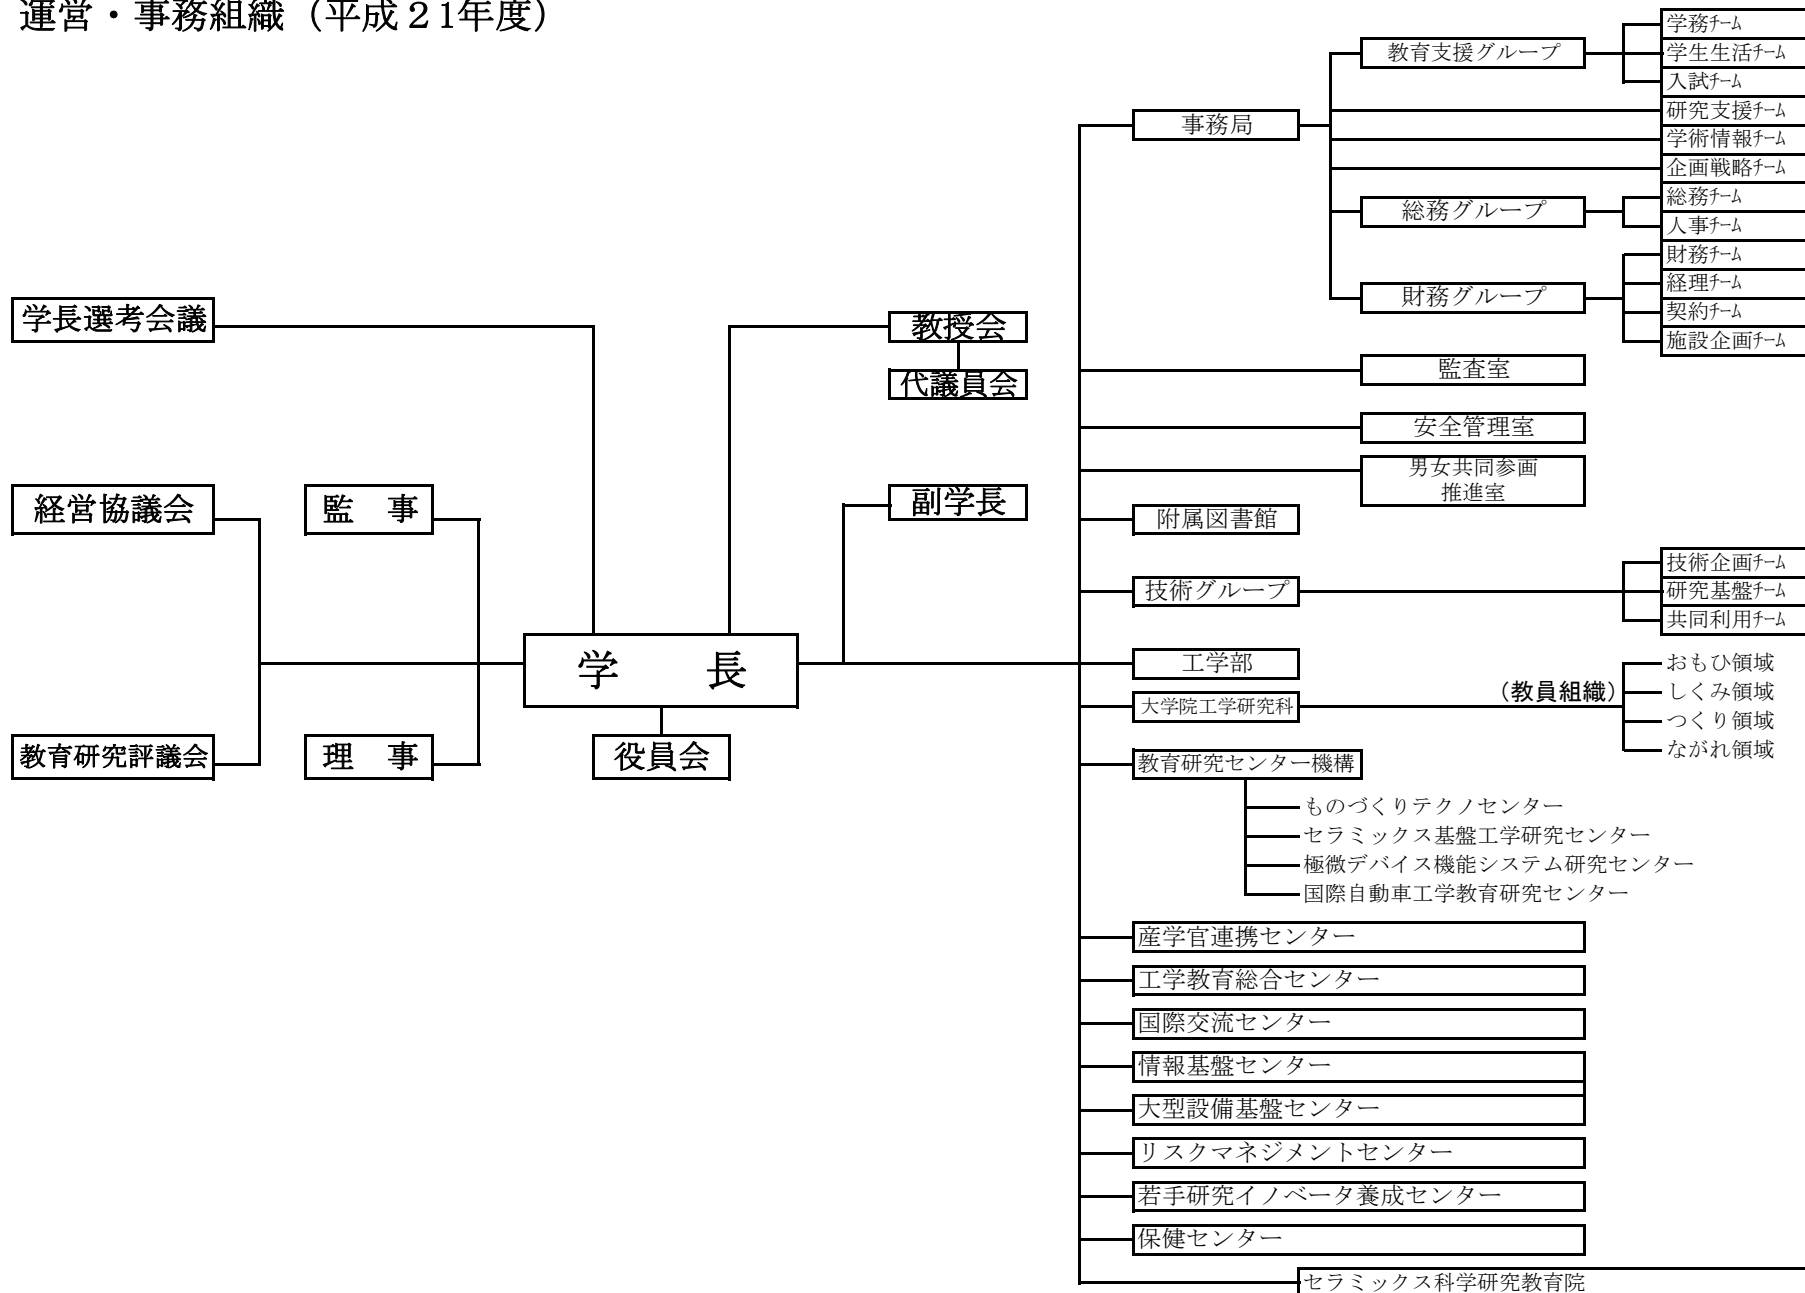 運営・事務組織（平成２1年度）
学長選考会議
経営協議会
監　事
教育研究評議会
理　事
学　　長
役員会
教授会
代議員会
副学長
事務局
教育支援グループ
学務ﾁｰﾑ
学生生活ﾁｰﾑ
入試ﾁｰﾑ
研究支援ﾁｰﾑ
学術情報ﾁｰﾑ
企画戦略ﾁｰﾑ
総務グループ
総務ﾁｰﾑ
人事ﾁｰﾑ
財務グループ
財務ﾁｰﾑ
経理ﾁｰﾑ
契約ﾁｰﾑ
施設企画ﾁｰﾑ
監査室
安全管理室
男女共同参画
推進室
附属図書館
技術グループ
技術企画ﾁｰﾑ
研究基盤ﾁｰﾑ
共同利用ﾁｰﾑ
工学部
大学院工学研究科
（教員組織）
おもひ領域
しくみ領域
つくり領域
ながれ領域
教育研究センター機構
ものづくりテクノセンター
セラミックス基盤工学研究センター
極微デバイス機能システム研究センター
国際自動車工学教育研究センター
産学官連携センター
工学教育総合センター
国際交流センター
情報基盤センター
大型設備基盤センター
リスクマネジメントセンター
若手研究イノベータ養成センター
保健センター
セラミックス科学研究教育院